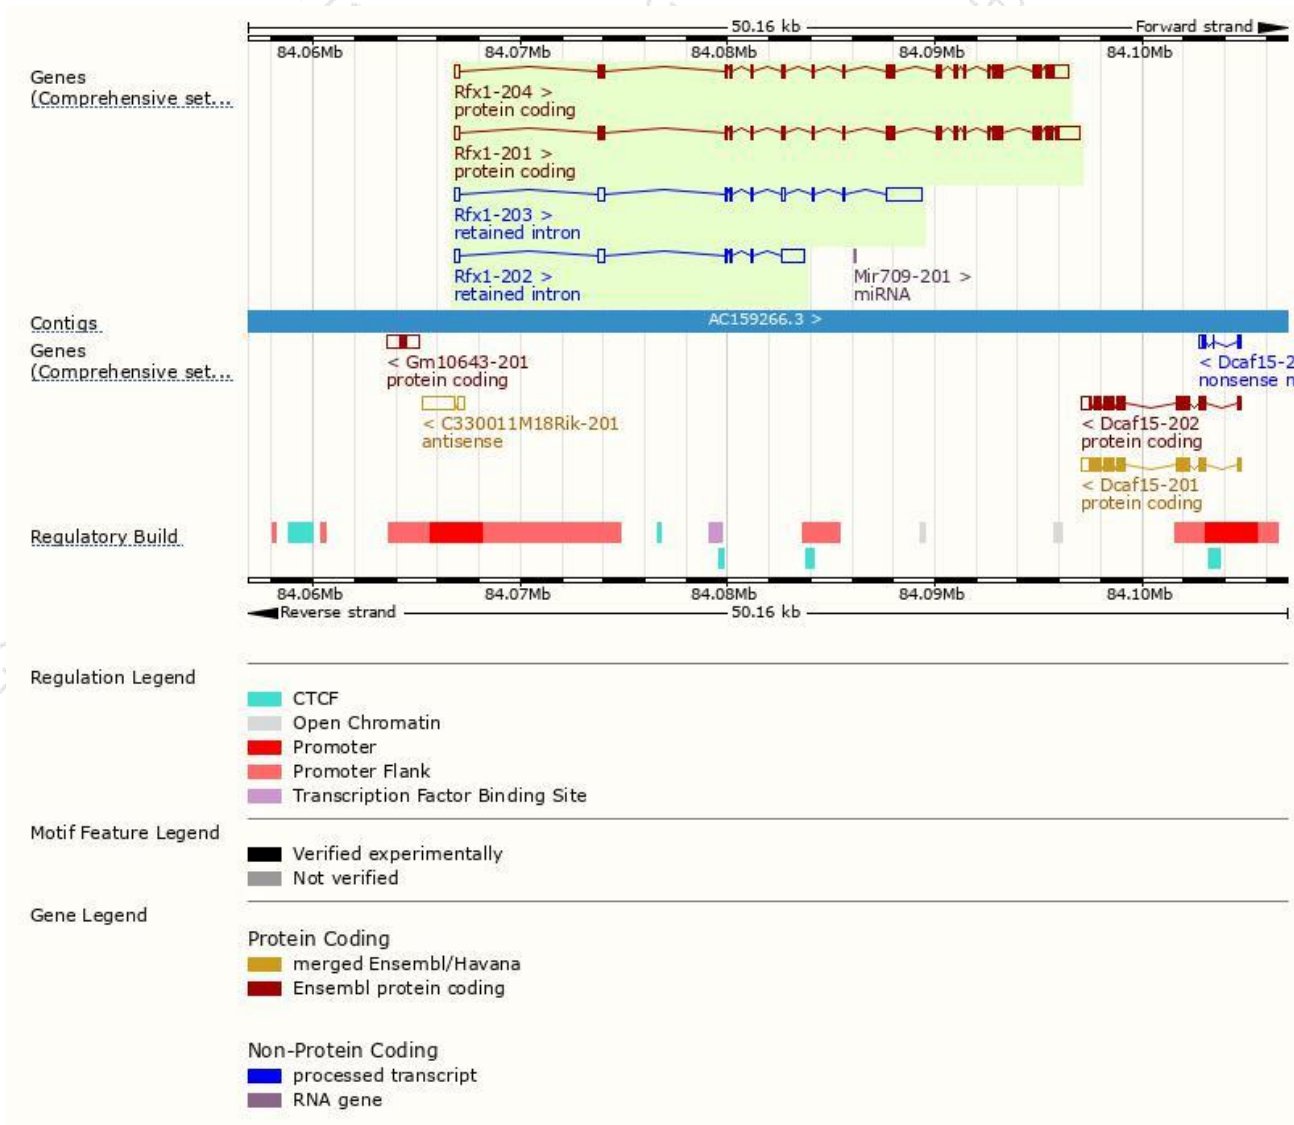 50.16 kb Forward strand
84.06Mb 84.07Mb 84.08Mb 84.09Mb 84.10Mb
Genes
(Comprehensive set...
Rfx1-204 >
protein coding
Rfx1-201 >
protein coding
Rfx1-203 >
retained intron
Rfx1-202 >
retained intron
Mir709-201 >
miRNA
Contigs
AC159266.3 >
Genes
(Comprehensive set...
< Gm10643-201
protein coding
< Dcaf15-2
nonsense n
< C330011M18Rik-201
antisense
< Dcaf15-202
protein coding
< Dcaf15-201
protein coding
Regulatory Build
84.06Mb 84.07Mb 84.08Mb 84.09Mb 84.10Mb
Reverse strand 50.16 kb
Regulation Legend
CTCF
Open Chromatin
Promoter
Promoter Flank
Transcription Factor Binding Site
Motif Feature Legend
Verified experimentally
Not verified
Gene Legend
Protein Coding
merged Ensembl/Havana
Ensembl protein coding
Non-Protein Coding
processed transcript
RNA gene